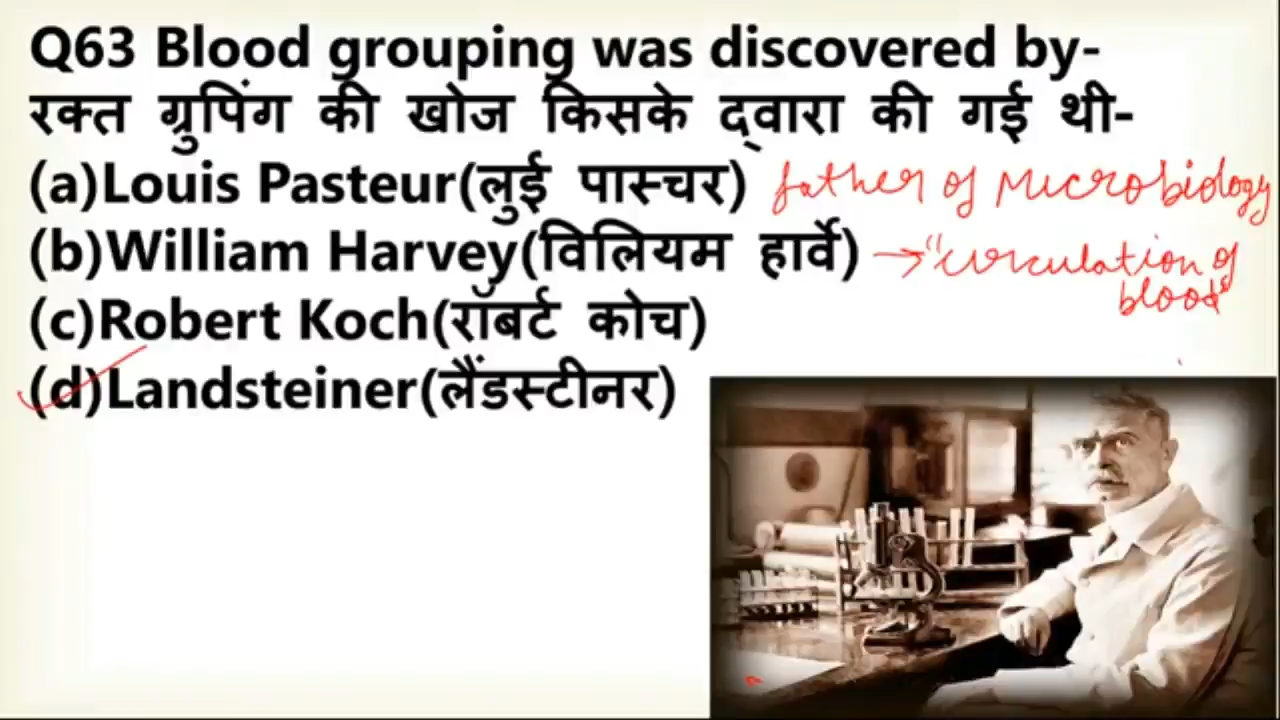 Q63 Blood grouping was discovered by-
रक्त ग्रुपिंग की खोज किसके द्वारा की गई थी-
(a)Louis Pasteur(लुई पास्चर) father of Microbiology
(b)William Harvey(विलियम हार्वे) →"circulation of
blood"
(c)Robert Koch(रॉबर्ट कोच)
(d)Landsteiner(लैंडस्टीनर)